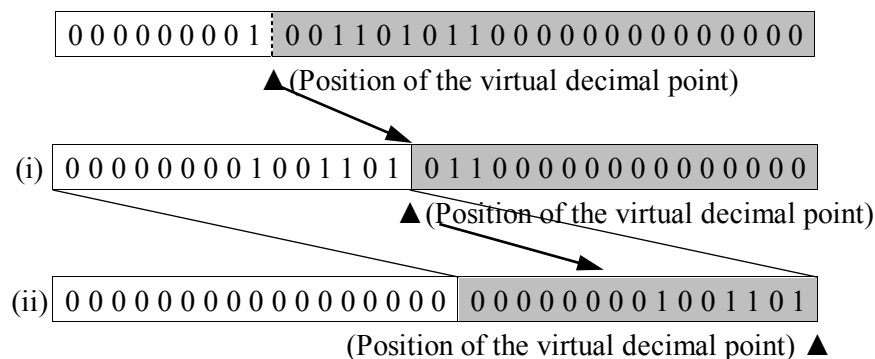 0 0 0 0 0 0 0 0 1 0 0 1 1 0 1 0 1 1 0 0 0 0 0 0 0 0 0 0 0 0 0 0
▲ (Position of the virtual decimal point)
(i) 0 0 0 0 0 0 0 0 1 0 0 1 1 0 1 0 1 1 0 0 0 0 0 0 0 0 0 0 0 0 0 0
▲ (Position of the virtual decimal point)
(ii) 0 0 0 0 0 0 0 0 0 0 0 0 0 0 0 0 0 0 0 0 0 0 0 0 0 1 0 0 1 1 0 1
(Position of the virtual decimal point) ▲